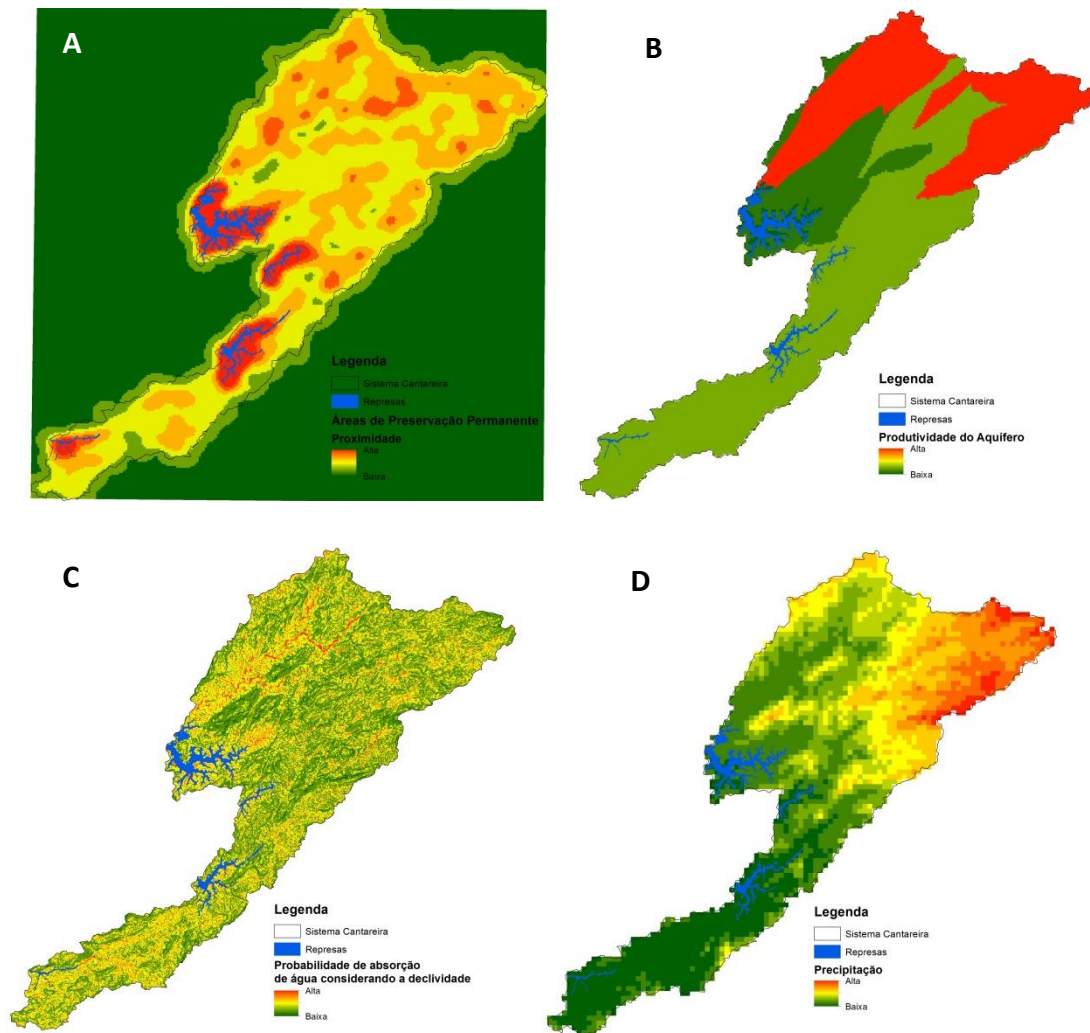 A
Legenda
Sistema Cantareira
Represas
Áreas de Preservação Permanente
Proximidade
Alta
Baixa
B
Legenda
Sistema Cantareira
Represas
Produtividade do Aquífero
Alta
Baixa
C
Legenda
Sistema Cantareira
Represas
Probabilidade de absorção
de água considerando a declividade
Alta
Baixa
D
Legenda
Sistema Cantareira
Represas
Precipitação
Alta
Baixa